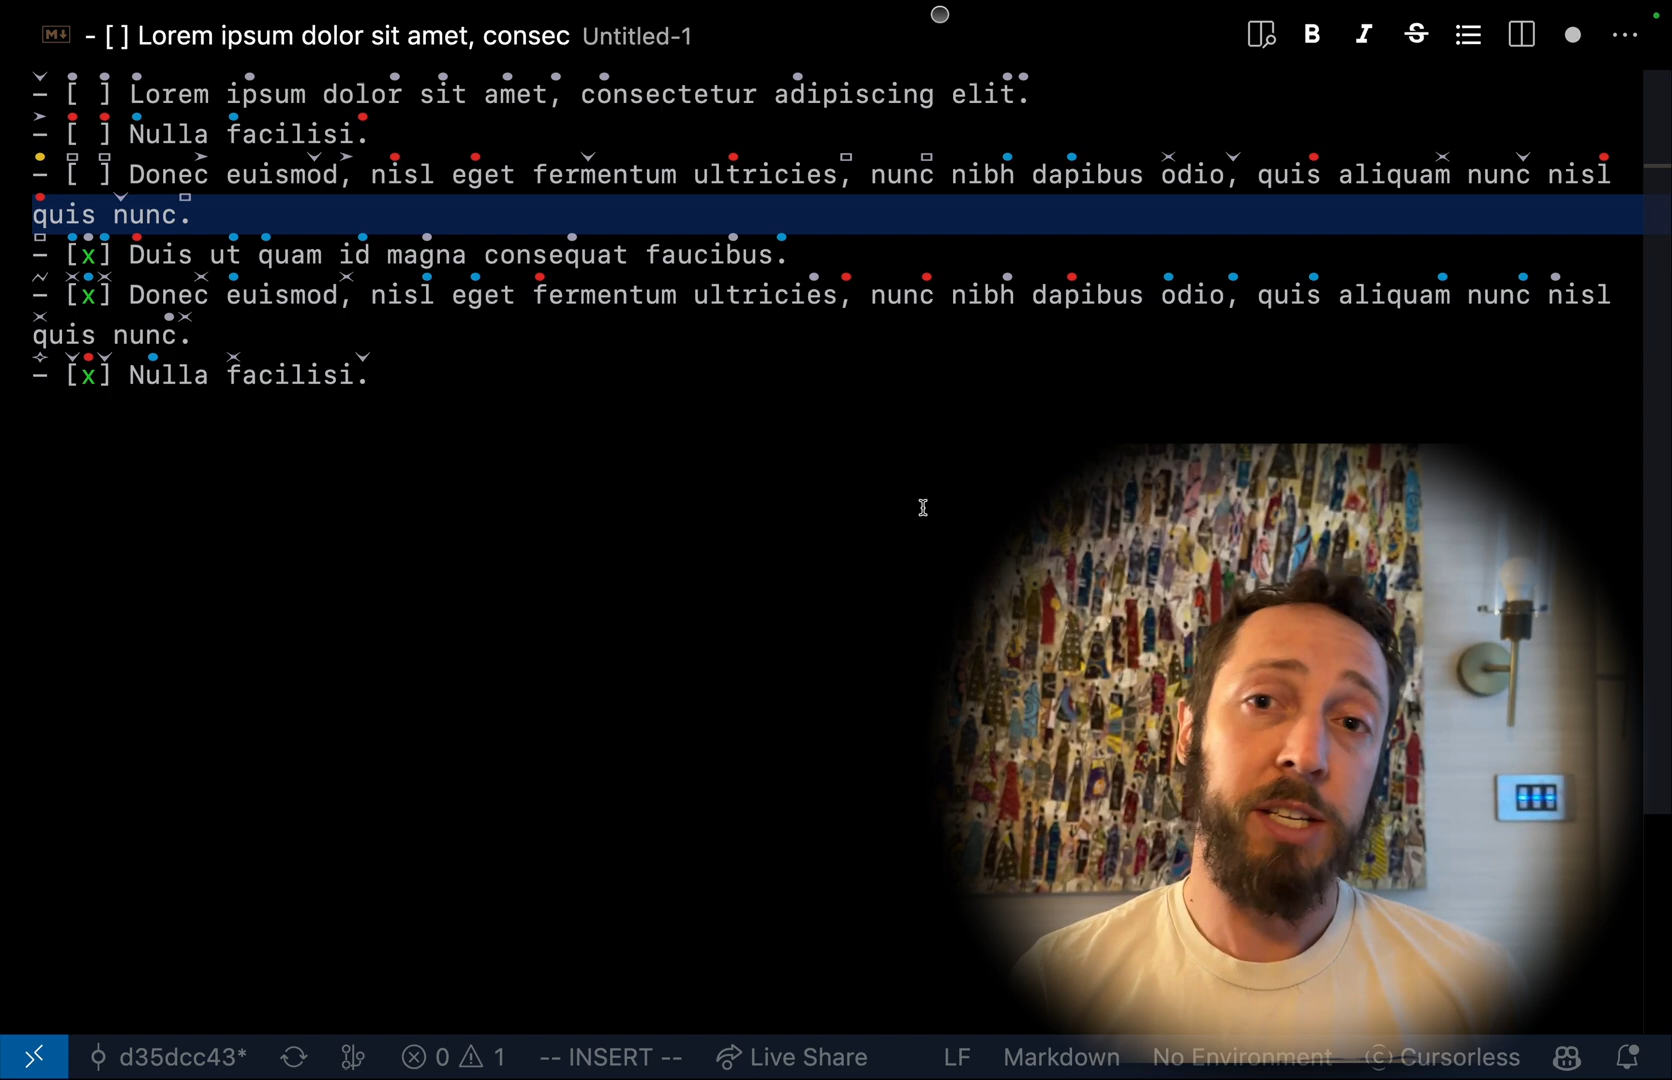 - [ ] Lorem ipsum dolor sit amet, consec Untitled-1
- [ ] Lorem ipsum dolor sit amet, consectetur adipiscing elit.
- [ ] Nulla facilisi.
- [ ] Donec euismod, nisl eget fermentum ultricies, nunc nibh dapibus odio, quis aliquam nunc nisl
quis nunc.
- [x] Duis ut quam id magna consequat faucibus.
- [x] Donec euismod, nisl eget fermentum ultricies, nunc nibh dapibus odio, quis aliquam nunc nisl
quis nunc.
- [x] Nulla facilisi.
d35dcc43* 0 1 -- INSERT -- Live Share LF Markdown No Environment Cursorless